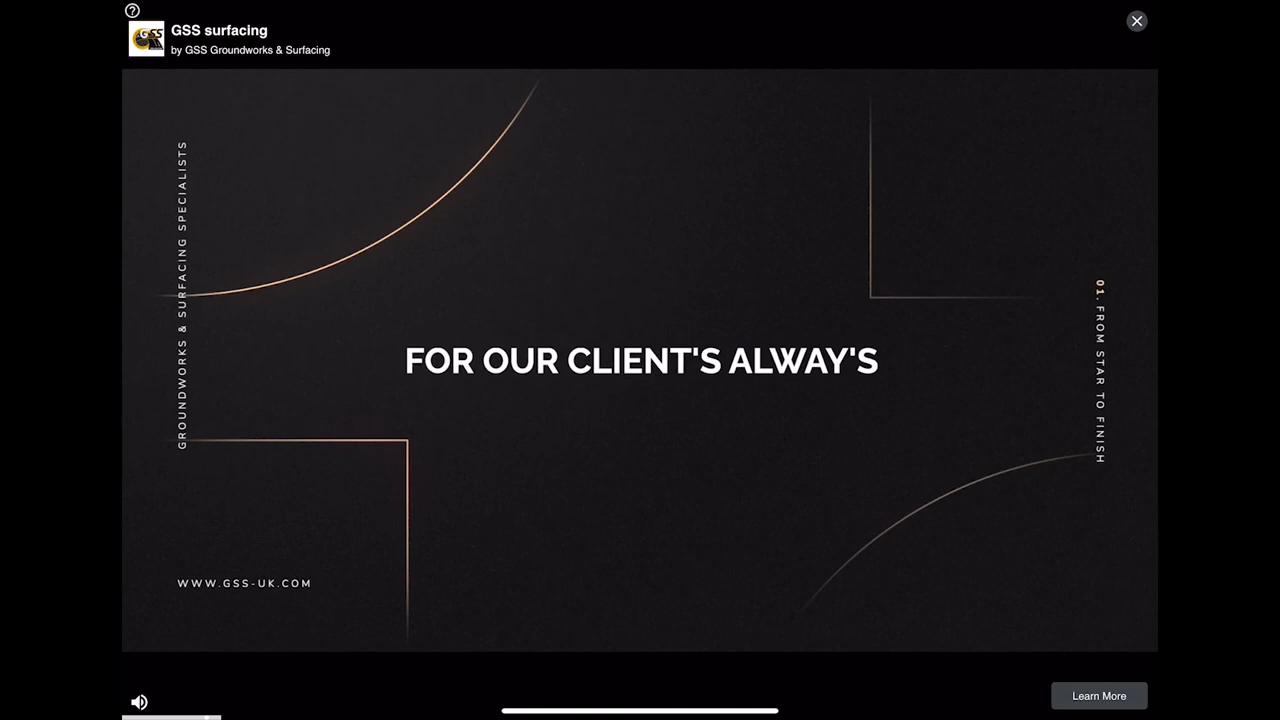 GSS surfacing
by GSS Groundworks & Surfacing
GROUNDWORKS & SURFACING SPECIALISTS
FOR OUR CLIENT'S ALWAY'S
01. FROM STAR TO FINISH
WWW.GSS-UK.COM
Learn More